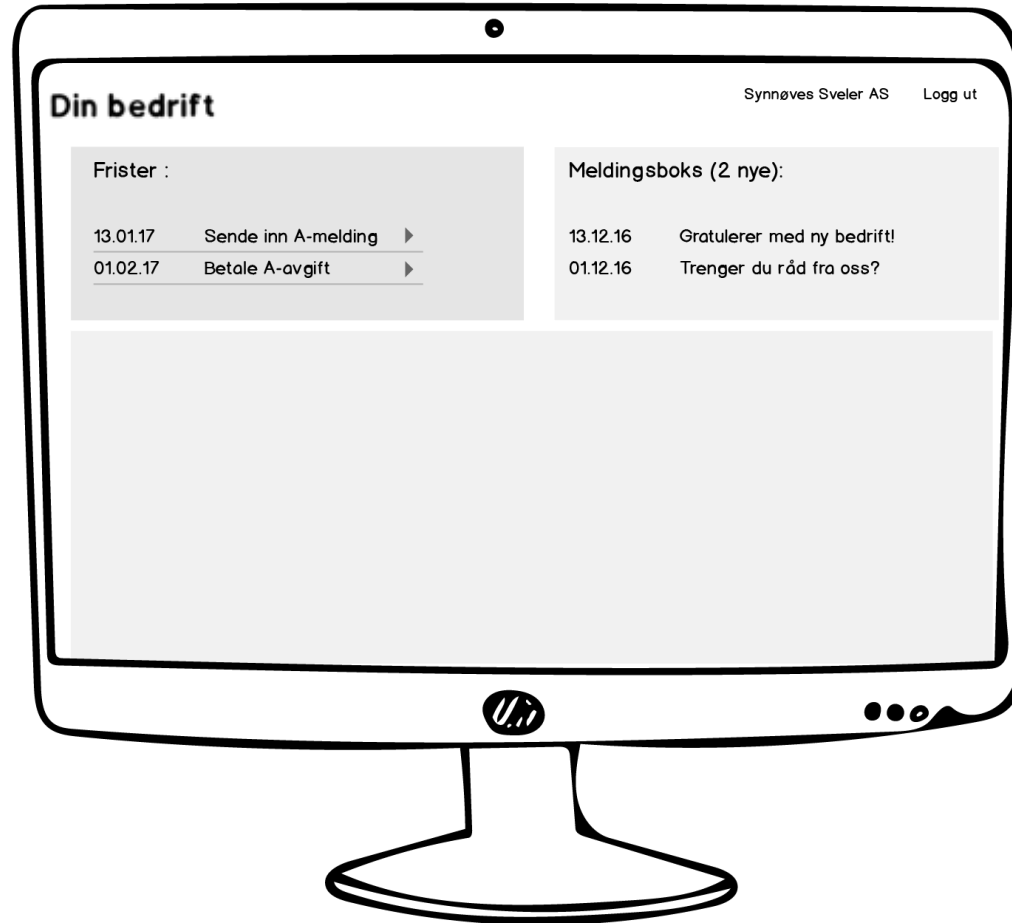 Din bedrift
Synnøves Sveler AS Logg ut
Frister :
13.01.17 Sende inn A-melding
01.02.17 Betale A-avgift
Meldingsboks (2 nye):
13.12.16 Gratulerer med ny bedrift!
01.12.16 Trenger du råd fra oss?